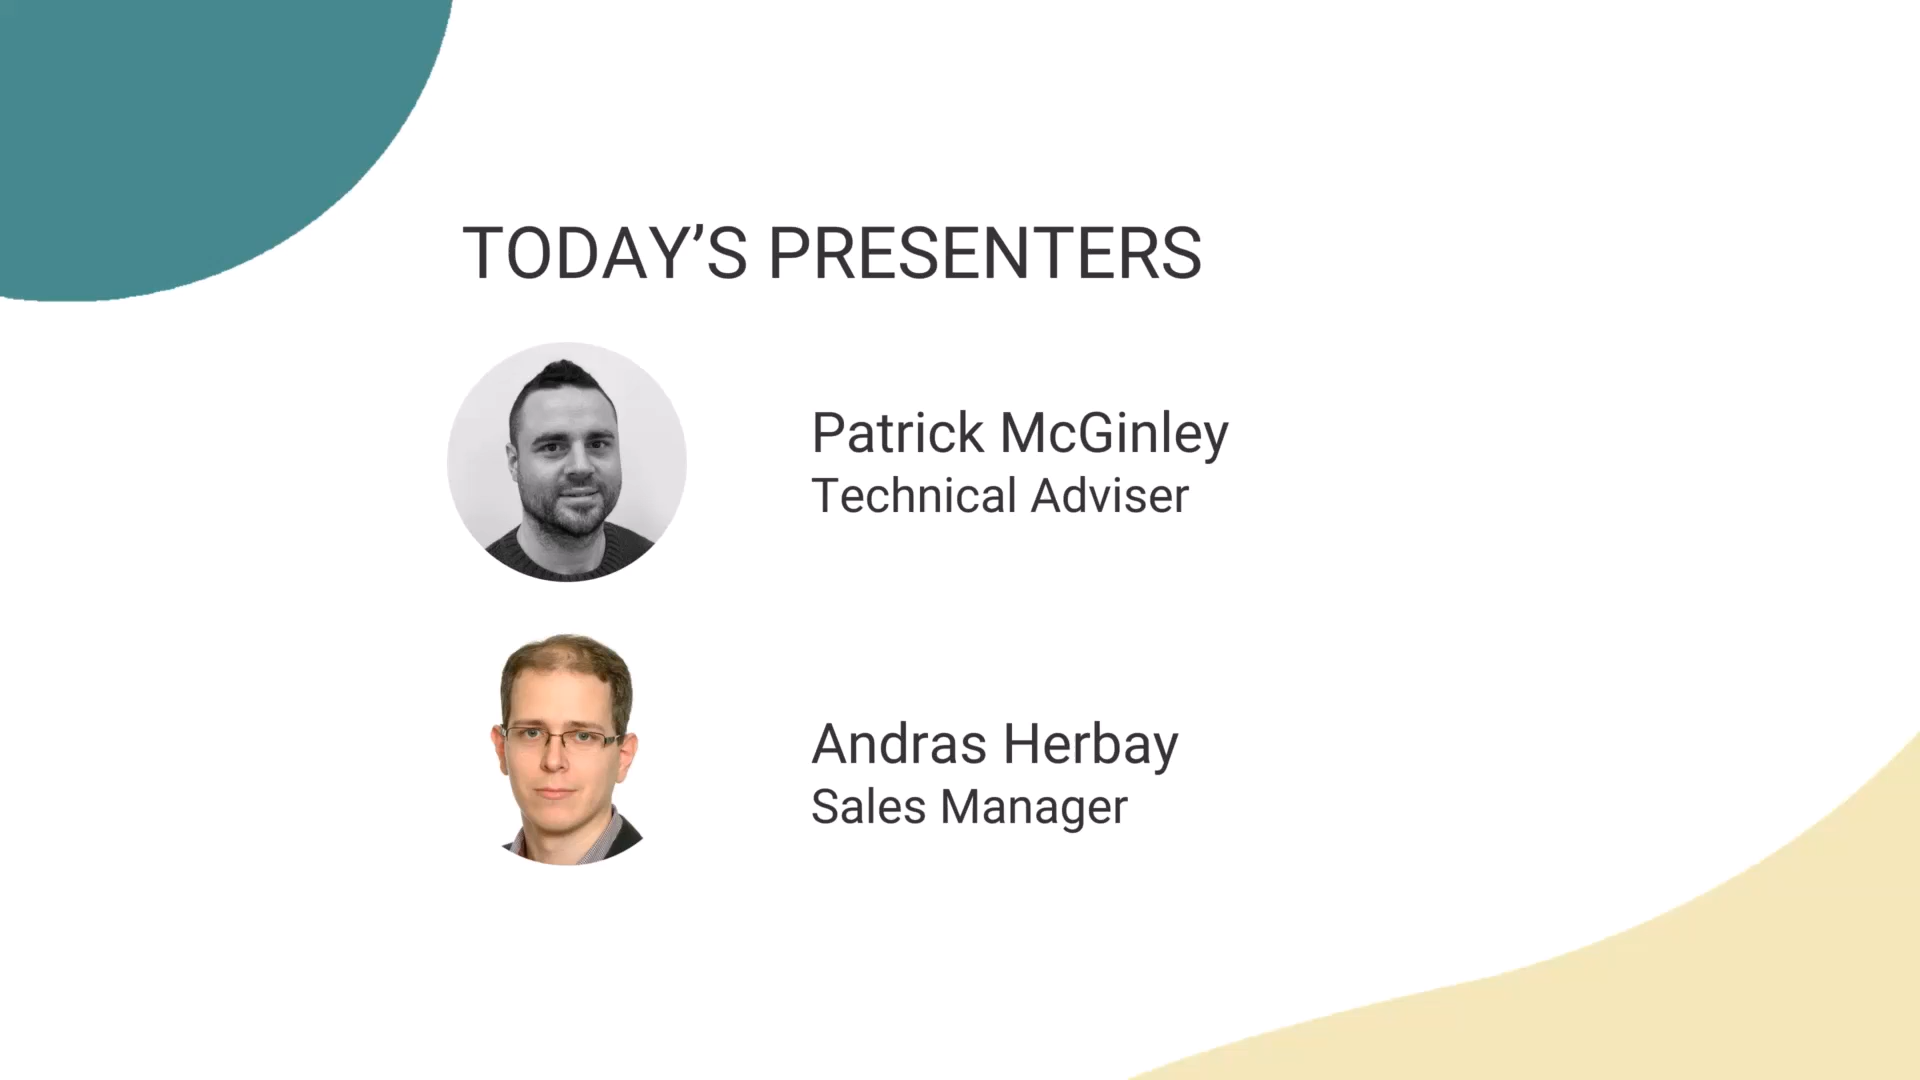 TODAY’S PRESENTERS
Patrick McGinley
Technical Adviser
Andras Herbay
Sales Manager